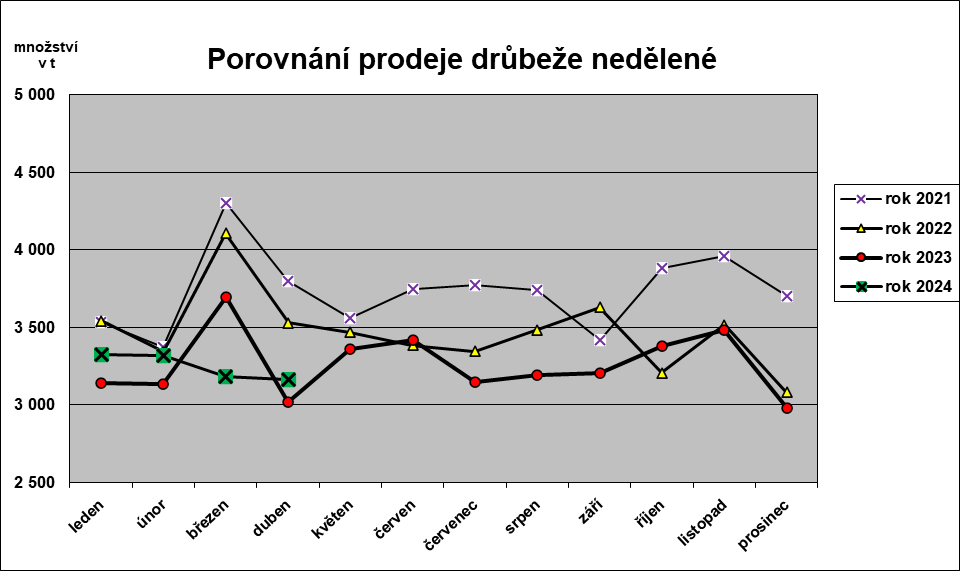 množství
v t
Porovnání prodeje drůbeže nedělené
5 000
4 500
4 000
3 500
3 000
2 500
leden
únor
březen
duben
květen
červen
červenec
srpen
září
říjen
listopad
prosinec
rok 2021
rok 2022
rok 2023
rok 2024